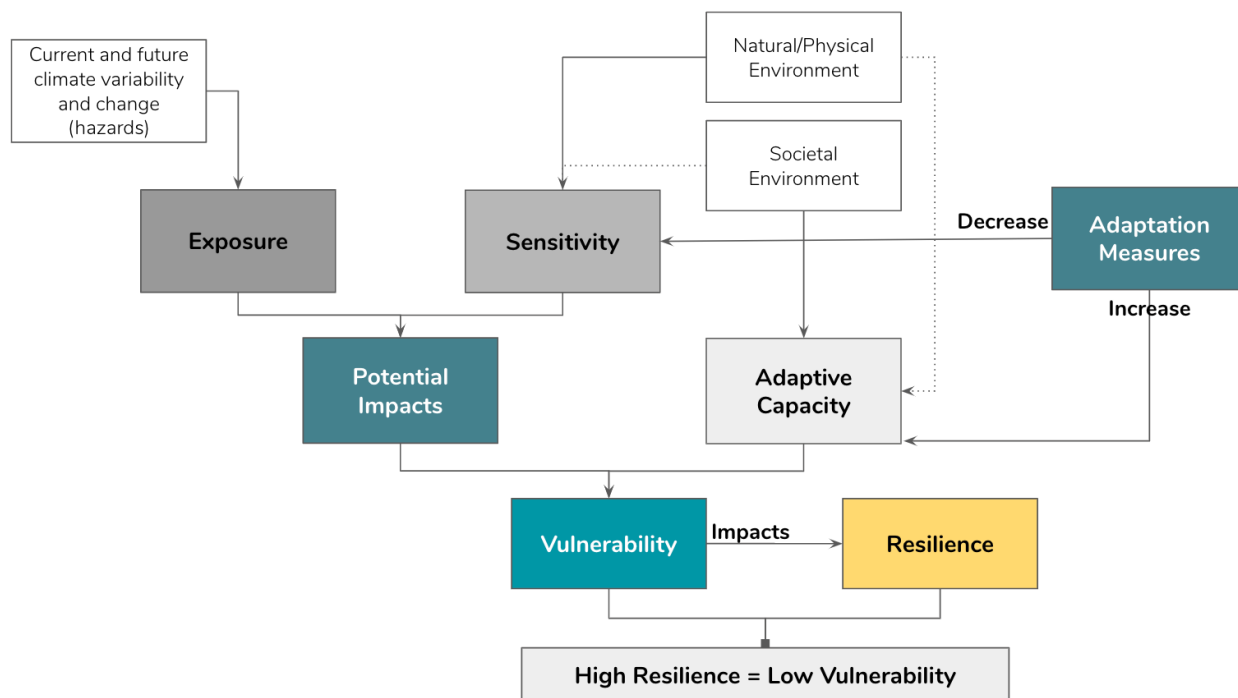 Current and future
climate variability
and change
(hazards)
Natural/Physical
Environment
Societal
Environment
Exposure
Sensitivity
Decrease
Adaptation
Measures
Increase
Potential
Impacts
Adaptive
Capacity
Vulnerability
Impacts
Resilience
High Resilience = Low Vulnerability